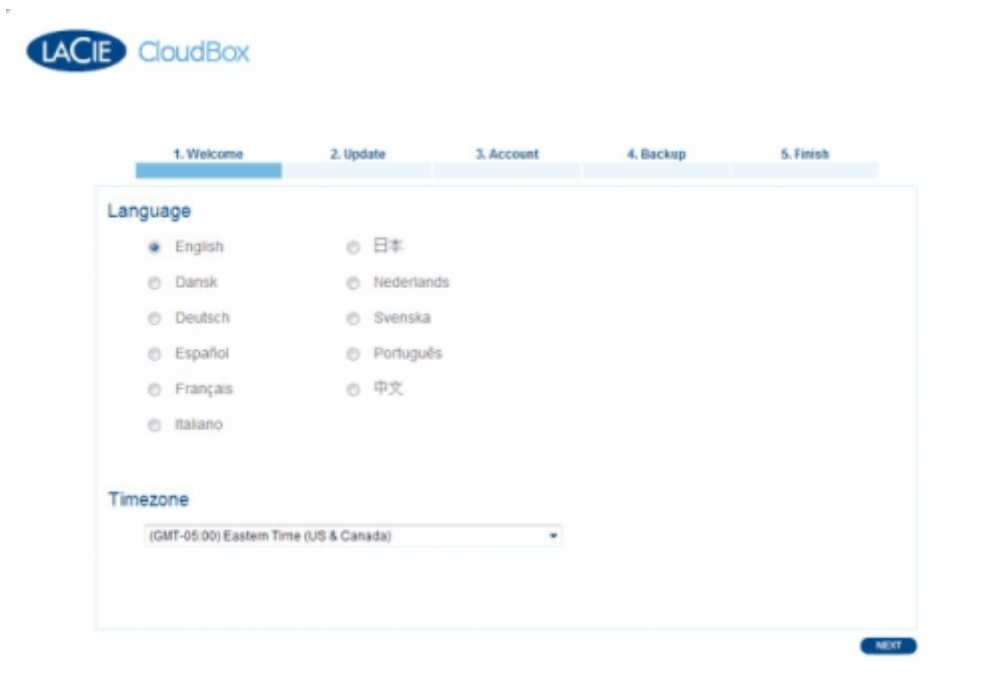 LACIE CloudBox
1. Welcome 2. Update 3. Account 4. Backup 5. Finish
Language
English
Dansk
Deutsch
Español
Français
Italiano
日本
Nederlands
Svenska
Português
中文
Timezone
(GMT-05:00) Eastern Time (US & Canada)
NEXT